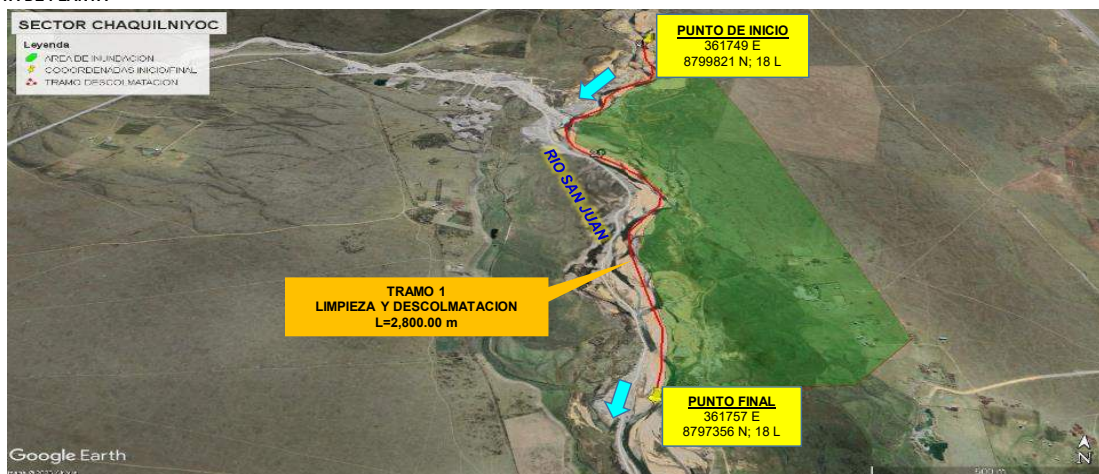 SECTOR CHAQUILNIYOC
Leyenda
AREA DE INUNDACION
COOORDENADAS INICIO/FINAL
TRAMO DESCOLMATACION
PUNTO DE INICIO
361749 E
8799821 N; 18 L
RIO SAN JUAN
TRAMO 1
LIMPIEZA Y DESCOLMATACION
L=2,800.00 m
PUNTO FINAL
361757 E
8797356 N; 18 L
Google Earth
N
500 m